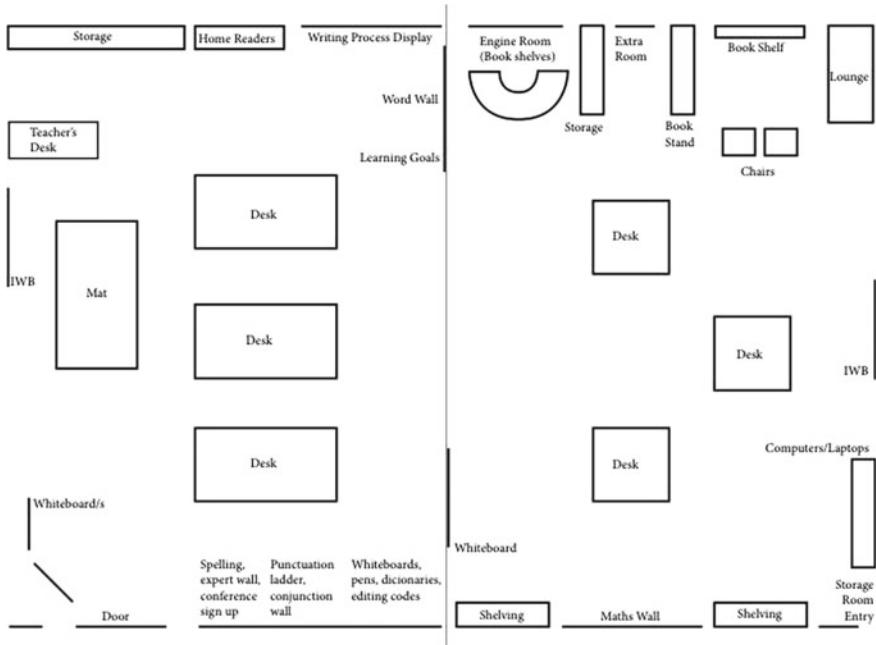 Storage
Home Readers
Writing Process Display
Word Wall
Learning Goals
Teacher's
Desk
Desk
IWB
Mat
Desk
Desk
Whiteboard/s
Door
Spelling,
expert wall,
conference
sign up
Punctuation
ladder,
conjunction
wall
Whiteboards,
pens, dicionaries,
editing codes
Engine Room
(Book shelves)
Storage
Extra
Room
Book
Stand
Book Shelf
Chairs
Lounge
Desk
Desk
IWB
Desk
Computers/Laptops
Whiteboard
Storage
Room
Entry
Shelving
Maths Wall
Shelving